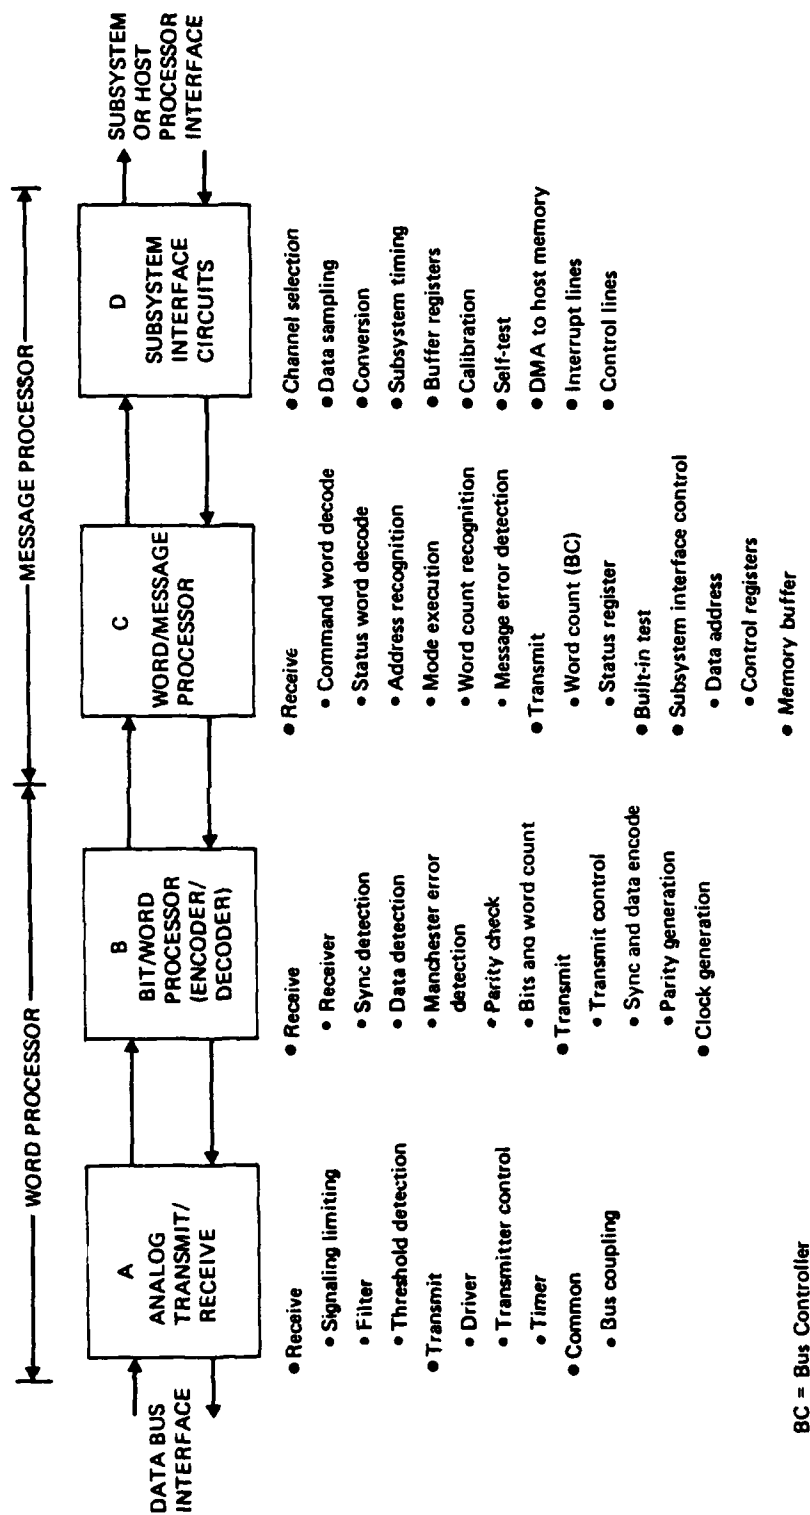 WORD PROCESSOR
MESSAGE PROCESSOR
DATA BUS
INTERFACE
A
ANALOG
TRANSMIT/
RECEIVE
B
BIT/WORD
PROCESSOR
(ENCODER/
DECODER)
C
WORD/MESSAGE
PROCESSOR
D
SUBSYSTEM
INTERFACE
CIRCUITS
SUBSYSTEM
OR HOST
PROCESSOR
INTERFACE
• Receive
• Signaling limiting
• Filter
• Threshold detection
• Transmit
• Driver
• Transmitter control
• Timer
• Common
• Bus coupling
• Receive
• Receiver
• Sync detection
• Data detection
• Manchester error
detection
• Parity check
• Bits and word count
• Transmit
• Transmit control
• Sync and data encode
• Parity generation
• Clock generation
• Receive
• Command word decode
• Status word decode
• Address recognition
• Mode execution
• Word count recognition
• Message error detection
• Transmit
• Word count (BC)
• Status register
• Built-in test
• Subsystem interface control
• Data address
• Control registers
• Memory buffer
• Channel selection
• Data sampling
• Conversion
• Subsystem timing
• Buffer registers
• Calibration
• Self-test
• DMA to host memory
• Interrupt lines
• Control lines
BC = Bus Controller